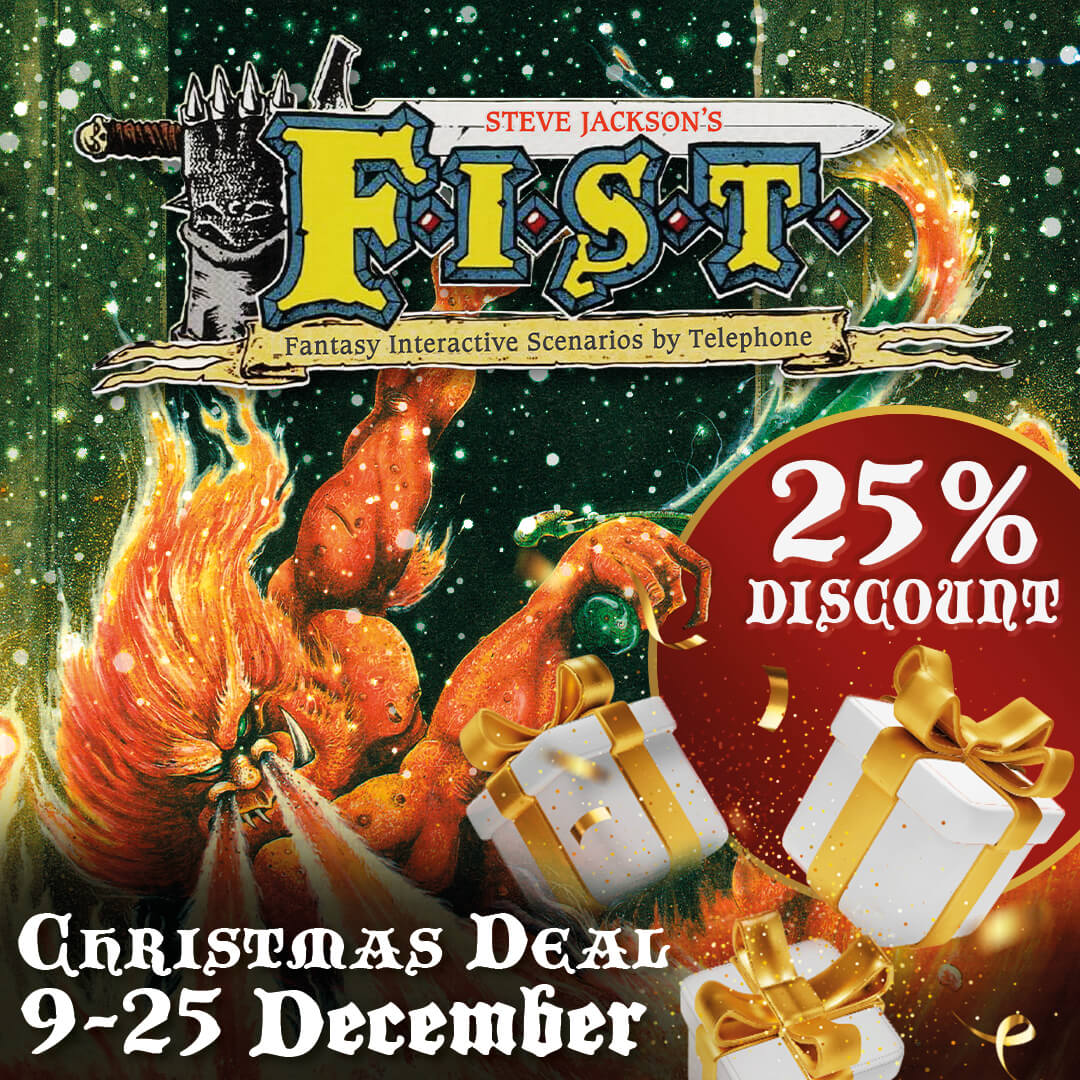 STEVE JACKSON'S
F·I·S·T·
Fantasy Interactive Scenarios by Telephone
25%
DISCOUNT
Christmas Deal
9-25 December